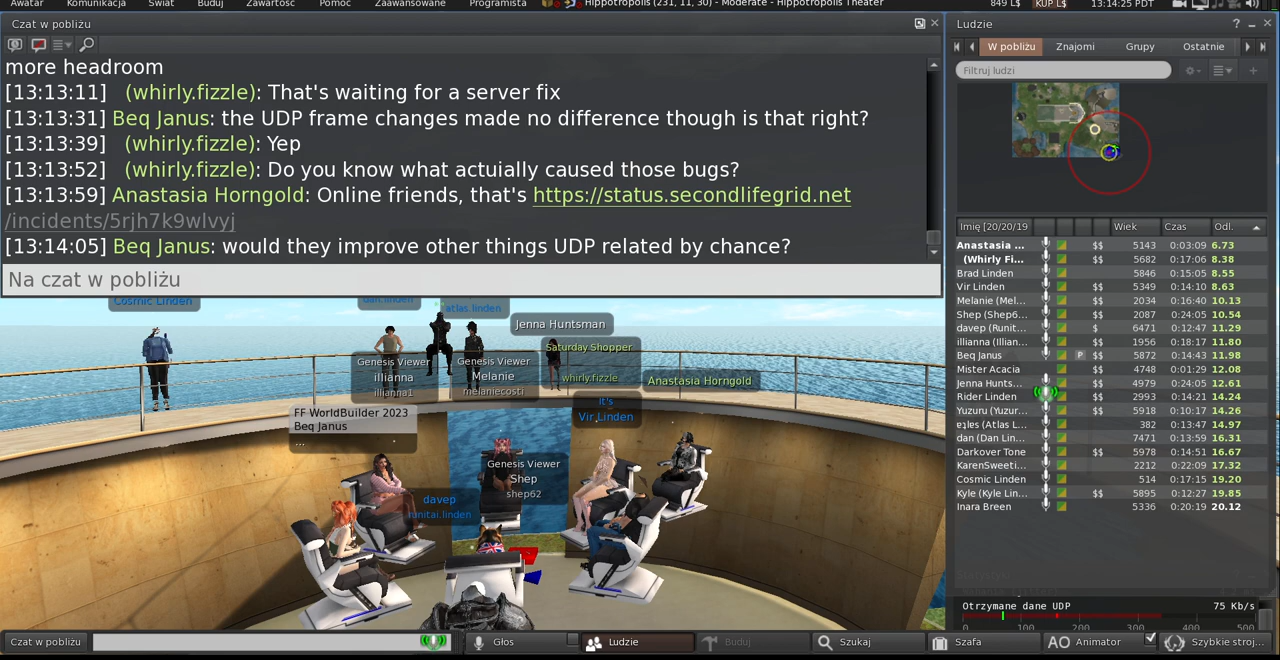 Awatar Komunikacja Świat Buduj Zawartość Pomoc Zaawansowane Programista Hippotropolis (231, 11, 30) - Moderate - Hippotropolis Theater 849 L$ KUP L$ 13:14:25 PDT
Czat w pobliżu
more headroom
[13:13:11] (whirly.fizzle): That's waiting for a server fix
[13:13:31] Beq Janus: the UDP frame changes made no difference though is that right?
[13:13:39] (whirly.fizzle): Yep
[13:13:52] (whirly.fizzle): Do you know what actuially caused those bugs?
[13:13:59] Anastasia Horngold: Online friends, that's https://status.secondlifegrid.net
/incidents/5rjh7k9wlvyj
[13:14:05] Beq Janus: would they improve other things UDP related by chance?
Na czat w pobliżu
Ludzie
? _ ×
W pobliżu Znajomi Grupy Ostatnie
Filtruj ludzi
Imię [20/20/19 Wiek Czas Odl.
Anastasia ... $$ 5143 0:03:09 6.73
(Whirly Fi... $$ 5682 0:17:06 8.38
Brad Linden 5846 0:15:05 8.55
Vir Linden $$ 5349 0:14:10 8.63
Melanie (Mel... $$ 2034 0:16:40 10.13
Shep (Shep6... $$ 2087 0:24:05 10.54
davep (Runit... $ 6471 0:12:47 11.29
illianna (Illian... $$ 1956 0:18:17 11.80
Beq Janus P $$ 5872 0:14:43 11.98
Mister Acacia $$ 4748 0:01:29 12.08
Jenna Hunts... $$ 4979 0:24:05 12.61
Rider Linden $$ 2993 0:14:21 14.24
Yuzuru (Yuzur... $$ 5918 0:10:17 14.26
(Atlas L... 382 0:13:47 14.97
dan (Dan Lin... 7471 0:13:59 16.31
Darkover Tone $$ 5978 0:14:51 16.67
KarenSweeti... 2212 0:22:09 17.32
Cosmic Linden 514 0:17:15 19.20
Kyle (Kyle Lin... $$ 5895 0:12:27 19.85
Inara Breen 5336 0:20:19 20.12
Otrzymane dane UDP 75 Kb/s
0 100 200 300 400 500
Cosmic Linden
dan.linden
atlas.linden
Jenna Huntsman
Genesis Viewer
illianna
illianna1
Genesis Viewer
Melanie
melaniecosti
Saturday Shopper
whirly.fizzle
Anastasia Horngold
It's
Vir Linden
FF WorldBuilder 2023
Beq Janus
...
Genesis Viewer
Shep
shep62
davep
runitai.linden
Czat w pobliżu Głos Ludzie Buduj Szukaj Szafa AO Animator Szybkie stroj...